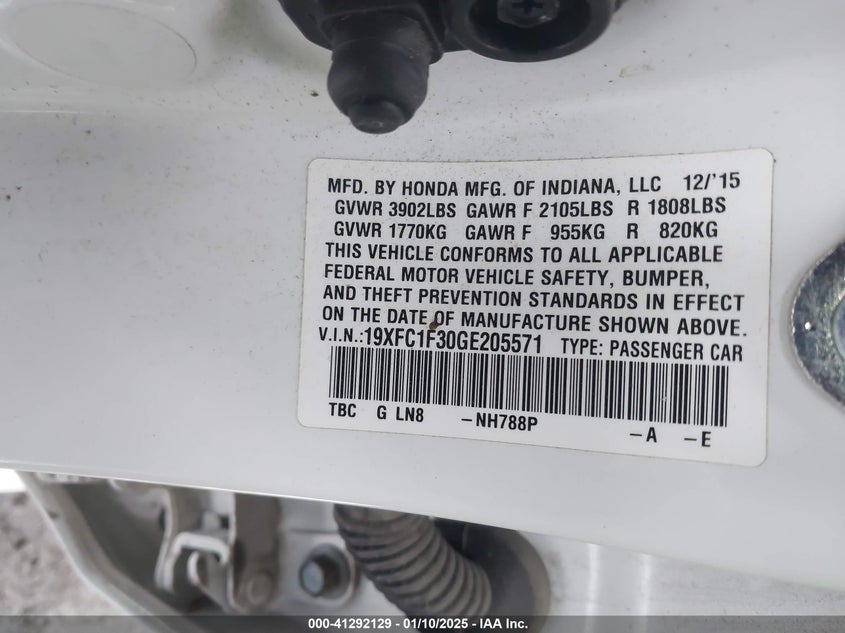 MFD. BY HONDA MFG. OF INDIANA, LLC 12/'15
GVWR 3902LBS GAWR F 2105LBS R 1808LBS
GVWR 1770KG GAWR F 955KG R 820KG
THIS VEHICLE CONFORMS TO ALL APPLICABLE
FEDERAL MOTOR VEHICLE SAFETY, BUMPER,
AND THEFT PREVENTION STANDARDS IN EFFECT
ON THE DATE OF MANUFACTURE SHOWN ABOVE.
V.I.N.:19XFC1F30GE205571 TYPE: PASSENGER CAR
TBC G LN8 -NH788P -A -E
000-41292129 - 01/10/2025 - IAA Inc.